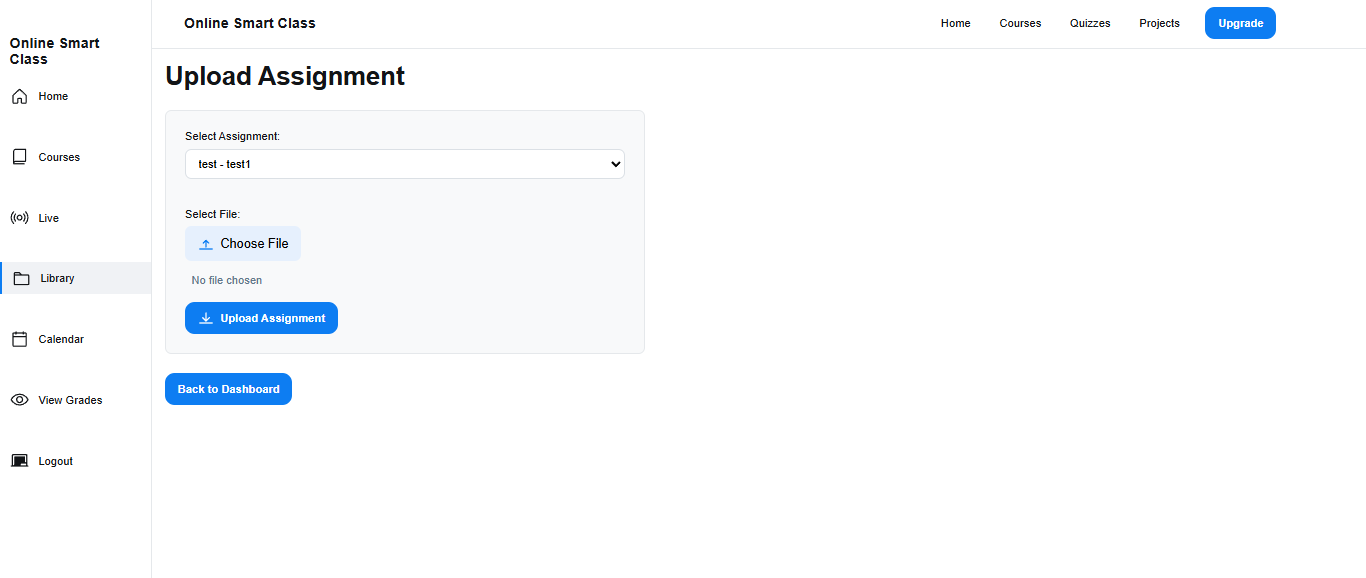 Online Smart
Class
Home
Courses
Live
Library
Calendar
View Grades
Logout
Online Smart Class
Home
Courses
Quizzes
Projects
Upgrade
Upload Assignment
Select Assignment:
test - test1
Select File:
Choose File
No file chosen
Upload Assignment
Back to Dashboard